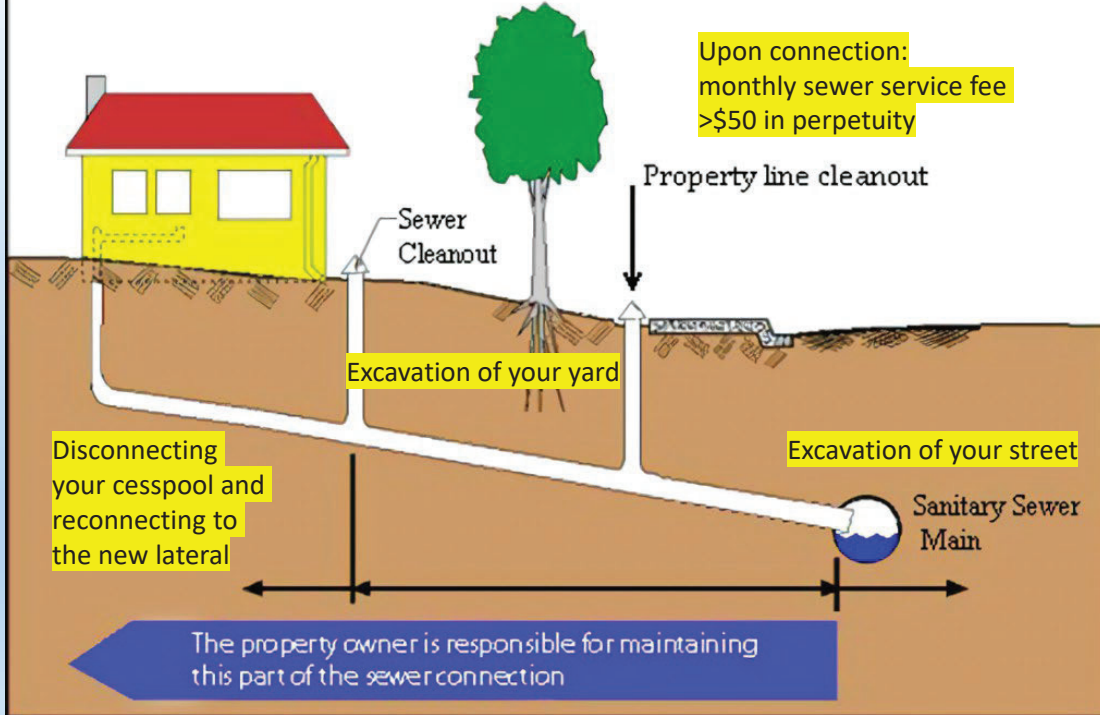 Upon connection:
monthly sewer service fee
>$50 in perpetuity
Property line cleanout
Sewer
Cleanout
Excavation of your yard
Disconnecting
your cesspool and
reconnecting to
the new lateral
Excavation of your street
Sanitary Sewer
Main
The property owner is responsible for maintaining
this part of the sewer connection